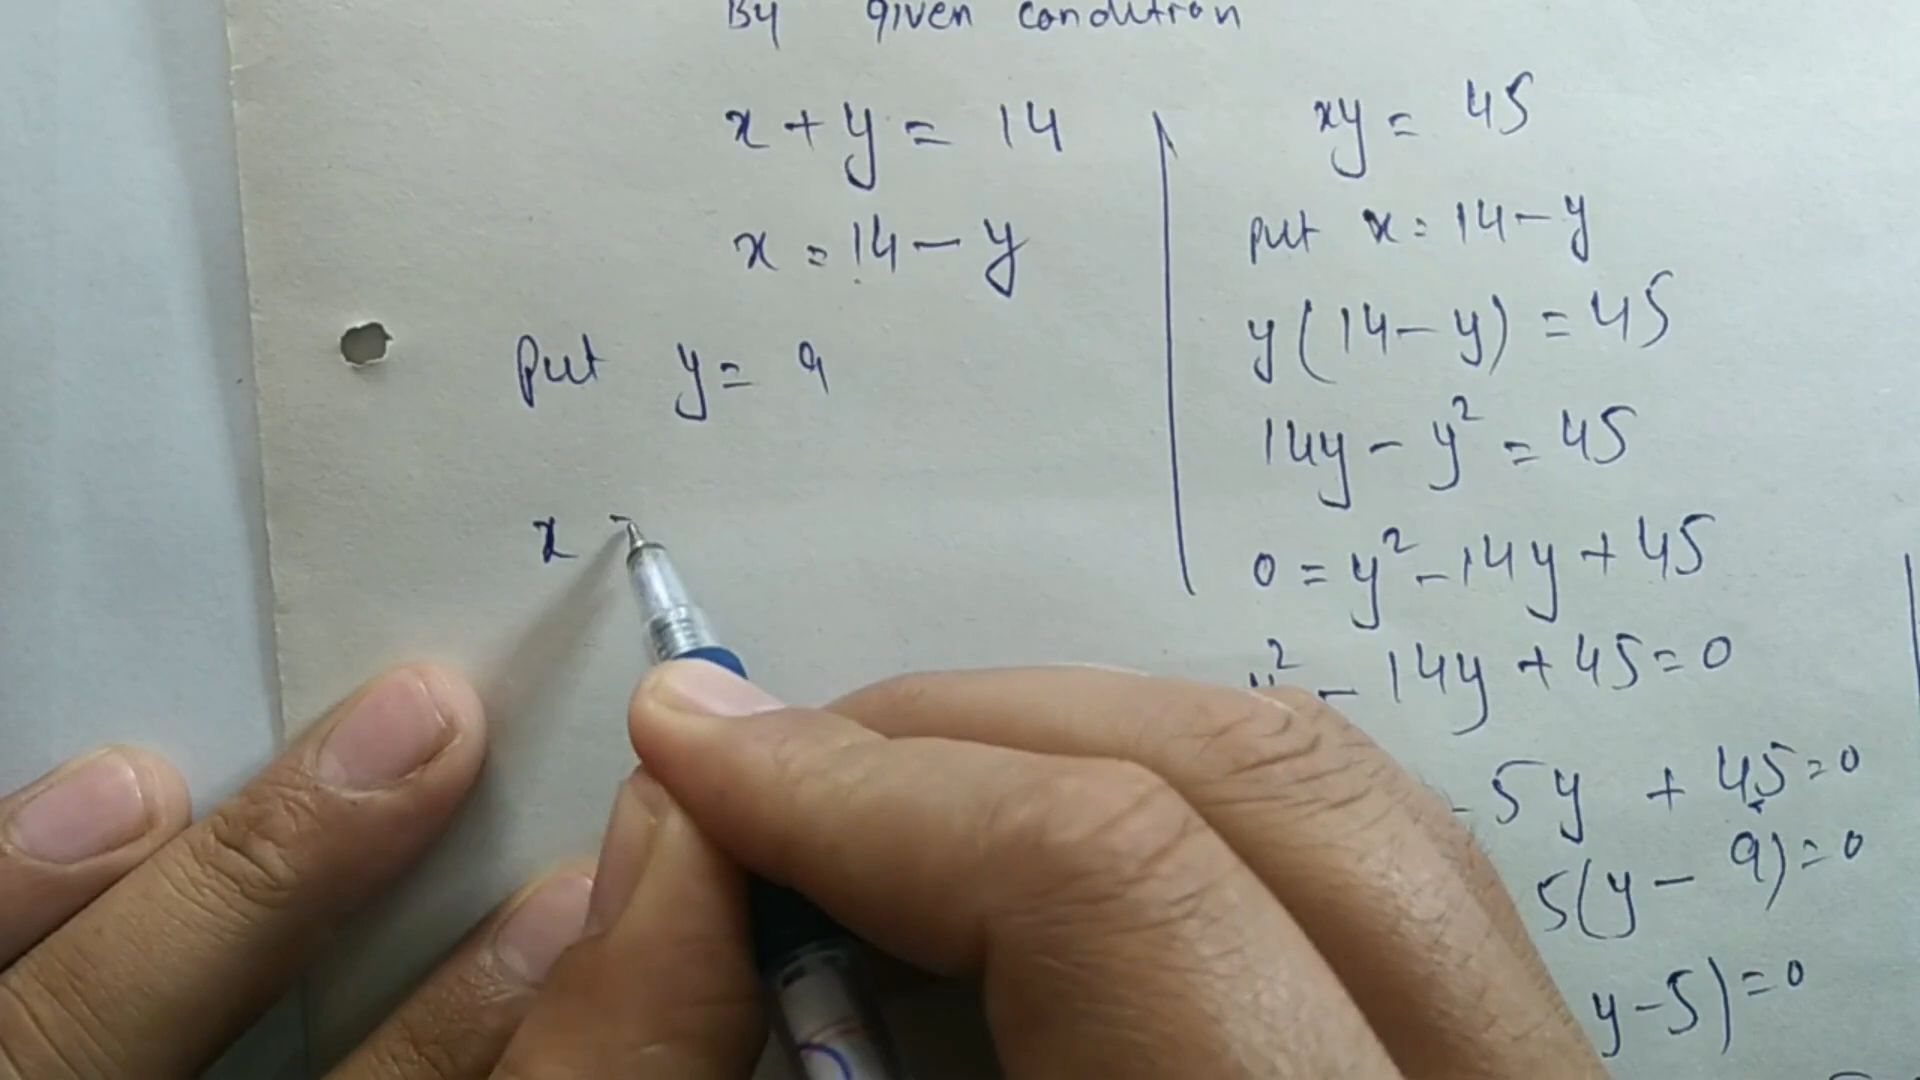 By given condition
x + y = 14
x = 14 - y
Put y = 9
x
xy = 45
put x = 14 - y
y(14 - y) = 45
14y - y² = 45
0 = y² - 14y + 45
² - 14y + 45 = 0
- 5y + 45 = 0
5(y - 9) = 0
y - 5) = 0